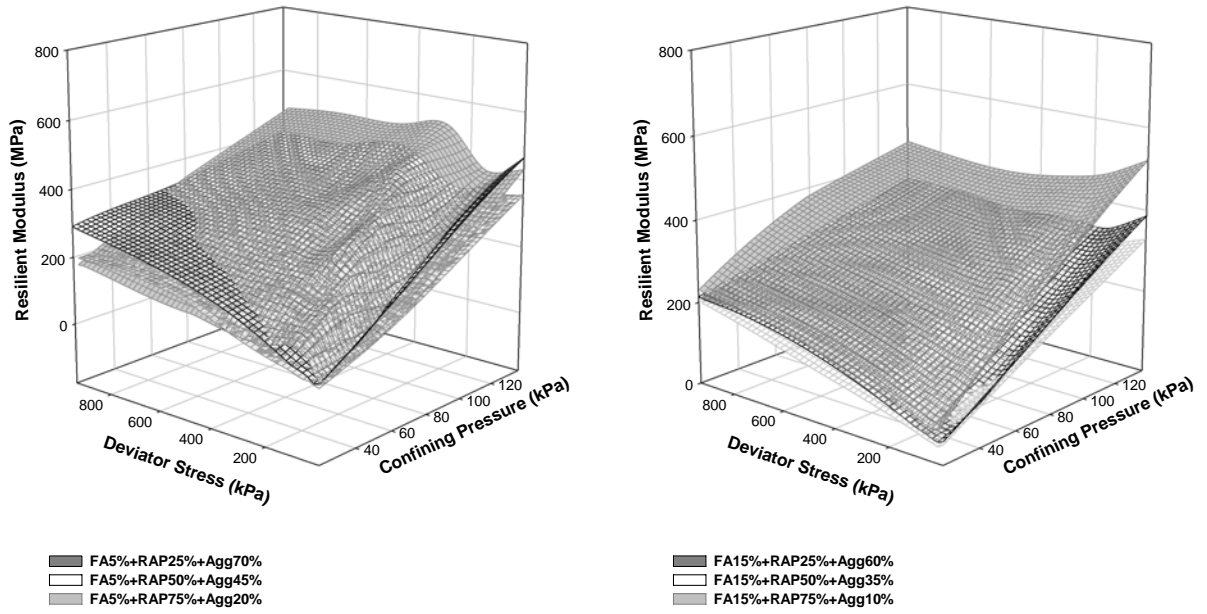 800
600
400
200
0
Resilient Modulus (MPa)
800
600
400
200
Deviator Stress (kPa)
40
60
80
100
120
Confining Pressure (kPa)
FA5%+RAP25%+Agg70%
FA5%+RAP50%+Agg45%
FA5%+RAP75%+Agg20%
800
600
400
200
0
Resilient Modulus (MPa)
800
600
400
200
Deviator Stress (kPa)
40
60
80
100
120
Confining Pressure (kPa)
FA15%+RAP25%+Agg60%
FA15%+RAP50%+Agg35%
FA15%+RAP75%+Agg10%